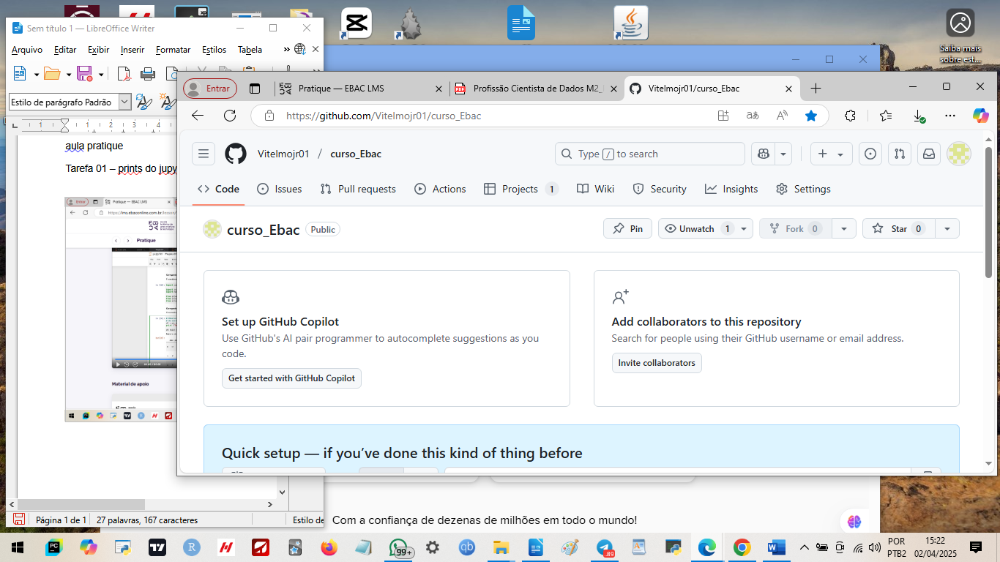 Sem título 1 — LibreOffice Writer
Arquivo Editar Exibir Inserir Formatar Estilos Tabela »
Estilo de parágrafo Padrão
1 1 2 3 4
aula pratique
Tarefa 01 – prints do jupy
Entrar
Pratique — EBAC LMS
Pratique
Material de apoio
Página 1 de 1 27 palavras, 167 caracteres Estilo de
Saiba mais
sobre est...
Entrar
Pratique — EBAC LMS
Profissão Cientista de Dados M2_
Vitelmojr01/curso_Ebac
https://github.com/Vitelmojr01/curso_Ebac
Vitelmojr01 / curso_Ebac
Type / to search
Code Issues Pull requests Actions Projects 1 Wiki Security Insights Settings
curso_Ebac Public
Pin Unwatch 1 Fork 0 Star 0
Set up GitHub Copilot
Use GitHub's AI pair programmer to autocomplete suggestions as you
code.
Get started with GitHub Copilot
Add collaborators to this repository
Search for people using their GitHub username or email address.
Invite collaborators
Quick setup — if you’ve done this kind of thing before
Com a confiança de dezenas de milhões em todo o mundo!
99+
.89
POR
PTB2
15:22
02/04/2025